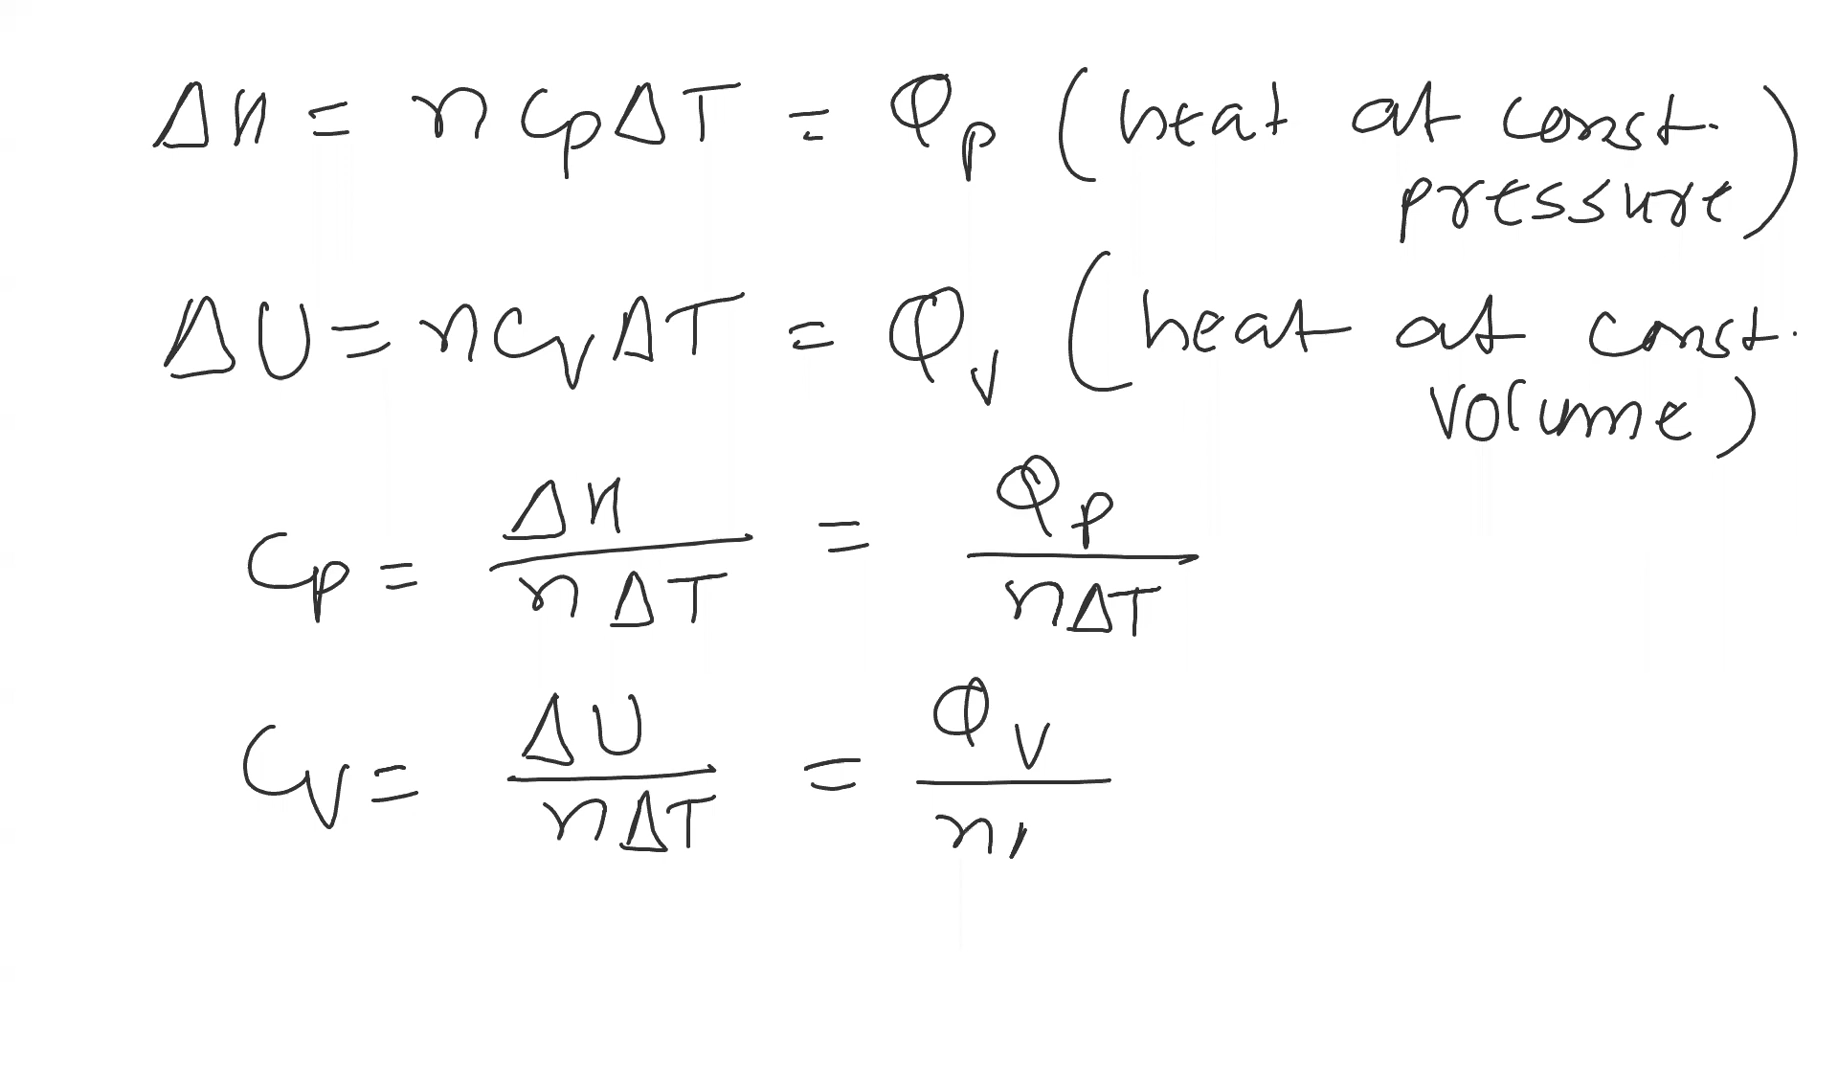 ΔH = nCpΔT = Qp (heat at const.
pressure)
ΔU = nCvΔT = Qv (heat at const.
volume)
Cp = ΔH/nΔT = Qp/nΔT
Cv = ΔU/nΔT = Qv/n